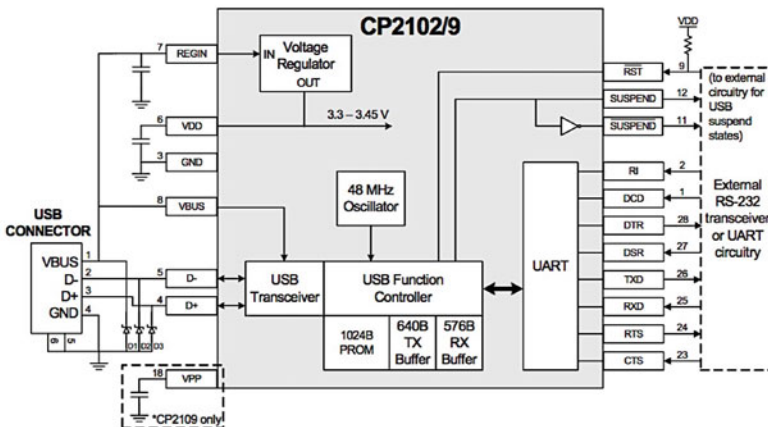 CP2102/9
VDD
7
REGIN
IN
Voltage
Regulator
OUT
9
RST
(to external
circuitry for
USB
suspend
states)
SUSPEND
12
6
VDD
3.3 – 3.45 V
SUSPEND
11
3
GND
48 MHz
Oscillator
RI
2
8
VBUS
DCD
1
External
RS-232
transceiver
or UART
circuitry
USB
CONNECTOR
DTR
28
VBUS
1
D-
2
D+
3
GND
4
6
5
D1
D2
D3
5
D-
4
D+
USB
Transceiver
USB Function
Controller
UART
DSR
27
TXD
26
RXD
25
1024B
PROM
640B
TX
Buffer
576B
RX
Buffer
RTS
24
CTS
23
18
VPP
*CP2109 only